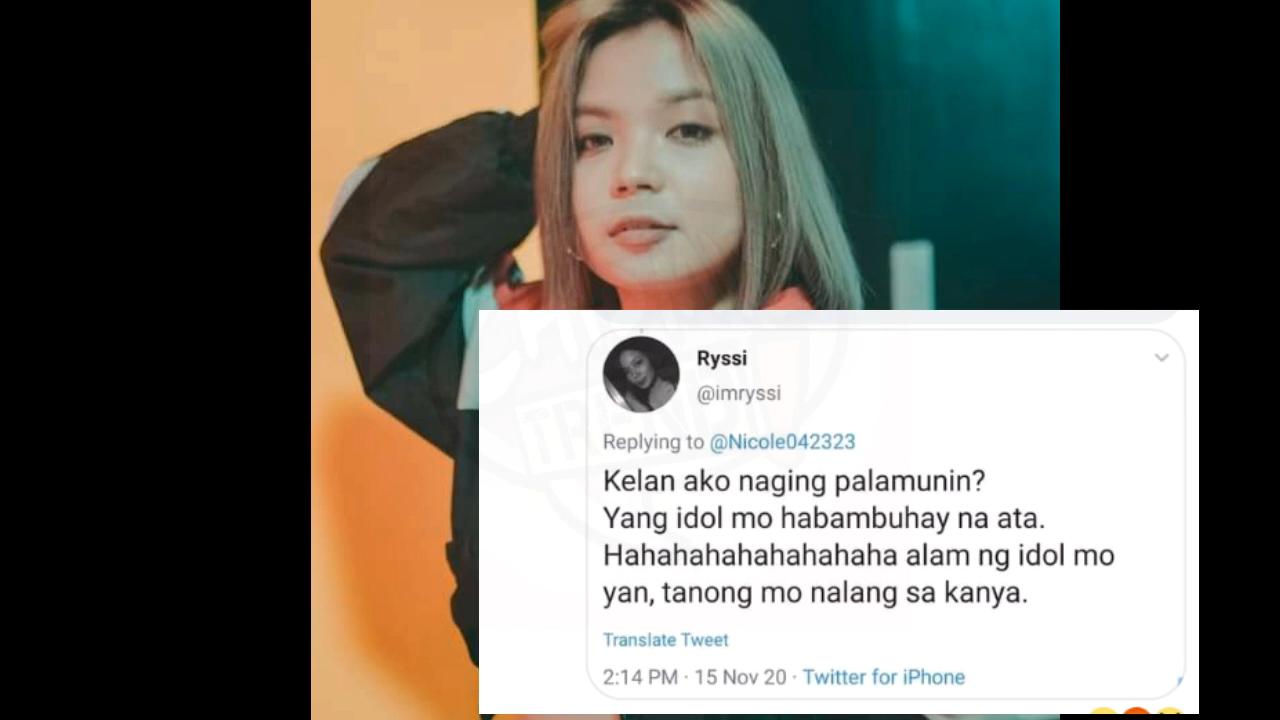 Ryssi
@imryssi
Replying to @Nicole042323
Kelan ako naging palamunin?
Yang idol mo habambuhay na ata.
Hahahahahahahahaha alam ng idol mo
yan, tanong mo nalang sa kanya.
Translate Tweet
2:14 PM · 15 Nov 20 · Twitter for iPhone